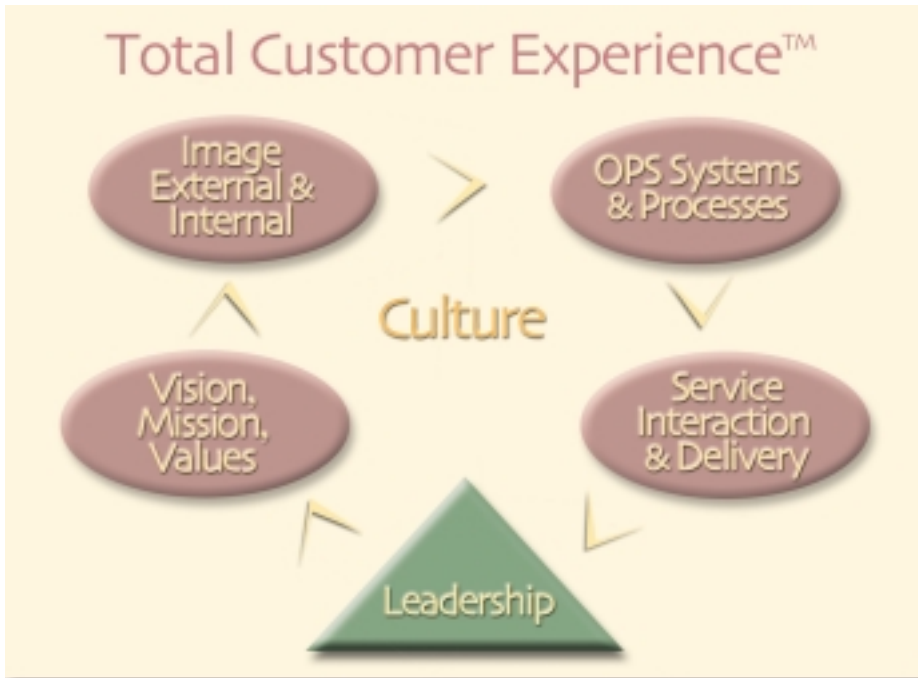 Total Customer Experience™
Image
External &
Internal
OPS Systems
& Processes
Culture
Vision,
Mission,
Values
Service
Interaction
& Delivery
Leadership